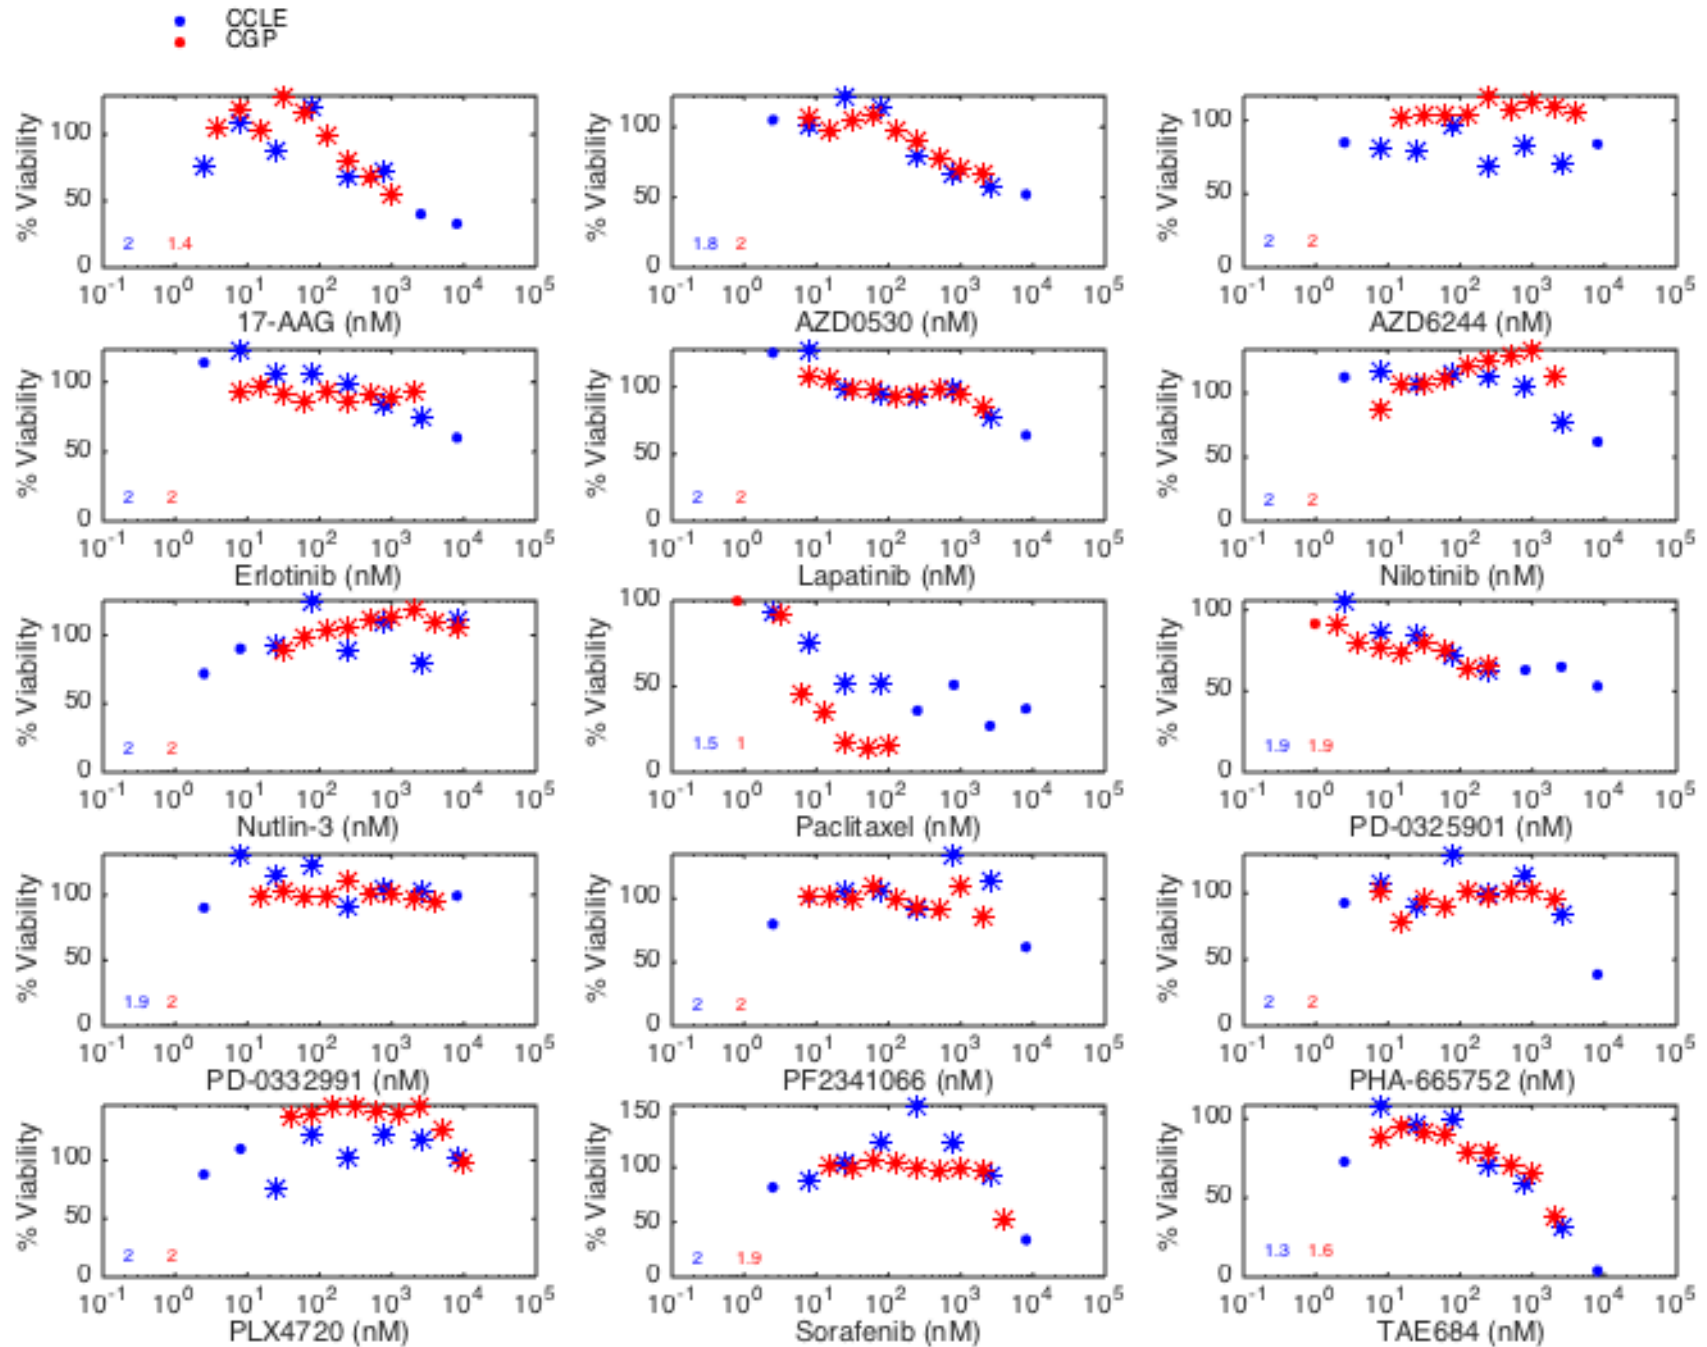 CCLE
CGP
% Viability 100 50 0 2 1.4
10^-1 10^0 10^1 10^2 10^3 10^4 10^5
17-AAG (nM)
% Viability 100 50 0 1.8 2
10^-1 10^0 10^1 10^2 10^3 10^4 10^5
AZD0530 (nM)
% Viability 100 50 0 2 2
10^-1 10^0 10^1 10^2 10^3 10^4 10^5
AZD6244 (nM)
% Viability 100 50 0 2 2
10^-1 10^0 10^1 10^2 10^3 10^4 10^5
Erlotinib (nM)
% Viability 100 50 0 2 2
10^-1 10^0 10^1 10^2 10^3 10^4 10^5
Lapatinib (nM)
% Viability 100 50 0 2 2
10^-1 10^0 10^1 10^2 10^3 10^4 10^5
Nilotinib (nM)
% Viability 100 50 0 2 2
10^-1 10^0 10^1 10^2 10^3 10^4 10^5
Nutlin-3 (nM)
% Viability 100 50 0 1.5 1
10^-1 10^0 10^1 10^2 10^3 10^4 10^5
Paclitaxel (nM)
% Viability 100 50 0 1.9 1.9
10^-1 10^0 10^1 10^2 10^3 10^4 10^5
PD-0325901 (nM)
% Viability 100 50 0 1.9 2
10^-1 10^0 10^1 10^2 10^3 10^4 10^5
PD-0332991 (nM)
% Viability 100 50 0 2 2
10^-1 10^0 10^1 10^2 10^3 10^4 10^5
PF2341066 (nM)
% Viability 100 50 0 2 2
10^-1 10^0 10^1 10^2 10^3 10^4 10^5
PHA-665752 (nM)
% Viability 100 50 0 2 2
10^-1 10^0 10^1 10^2 10^3 10^4 10^5
PLX4720 (nM)
% Viability 150 100 50 0 2 1.9
10^-1 10^0 10^1 10^2 10^3 10^4 10^5
Sorafenib (nM)
% Viability 100 50 0 1.3 1.6
10^-1 10^0 10^1 10^2 10^3 10^4 10^5
TAE684 (nM)